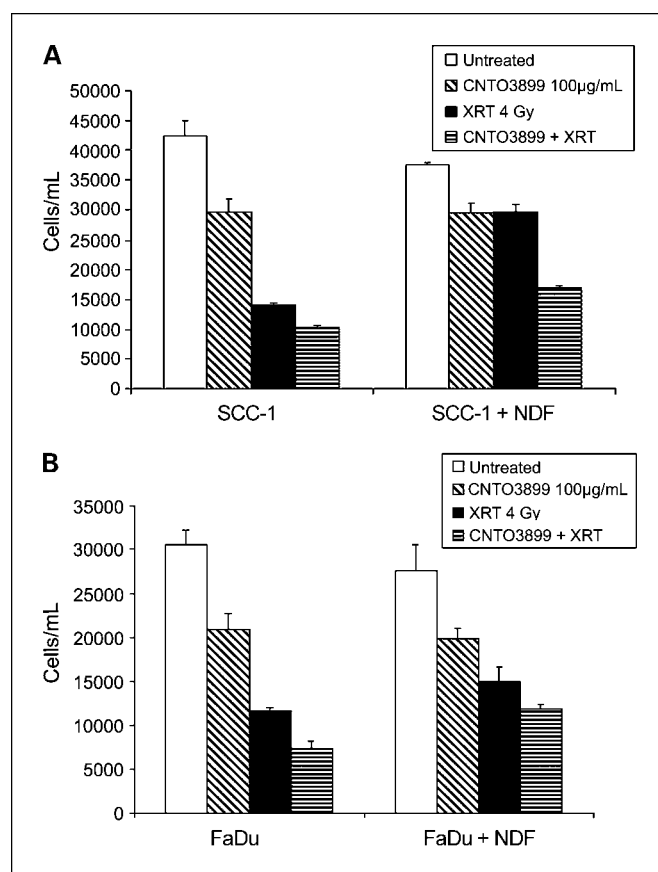 A
Untreated
CNTO3899 100µg/mL
XRT 4 Gy
CNTO3899 + XRT
50000
45000
40000
35000
30000
25000
20000
15000
10000
5000
0
Cells/mL
SCC-1
SCC-1 + NDF
B
Untreated
CNTO3899 100µg/mL
XRT 4 Gy
CNTO3899 + XRT
35000
30000
25000
20000
15000
10000
5000
0
Cells/mL
FaDu
FaDu + NDF